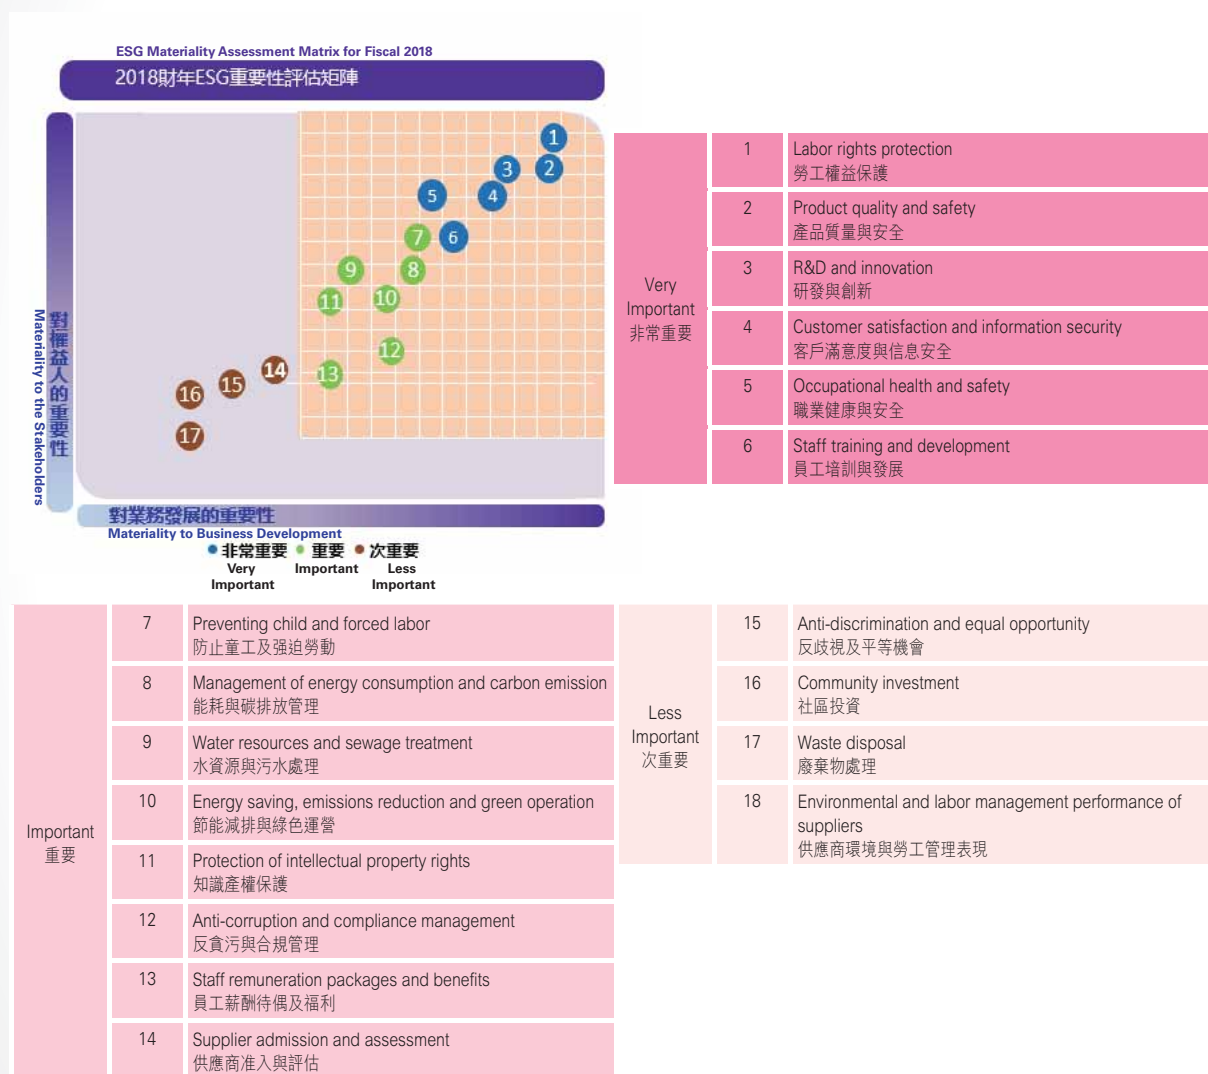 ESG Materiality Assessment Matrix for Fiscal 2018
2018財年ESG重要性評估矩陣
對權益人的重要性
Materiality to the Stakeholders
1
2
3
4
5
6
7
8
9
10
11
12
13
14
15
16
17
對業務發展的重要性
Materiality to Business Development
非常重要 重要 次重要
Very Important Less
Important Important
Very
Important
非常重要
1 Labor rights protection
勞工權益保護
2 Product quality and safety
產品質量與安全
3 R&D and innovation
研發與創新
4 Customer satisfaction and information security
客戶滿意度與信息安全
5 Occupational health and safety
職業健康與安全
6 Staff training and development
員工培訓與發展
Important
重要
7 Preventing child and forced labor
防止童工及强迫勞動
8 Management of energy consumption and carbon emission
能耗與碳排放管理
9 Water resources and sewage treatment
水資源與污水處理
10 Energy saving, emissions reduction and green operation
節能減排與綠色運營
11 Protection of intellectual property rights
知識產權保護
12 Anti-corruption and compliance management
反貪污與合規管理
13 Staff remuneration packages and benefits
員工薪酬待偶及福利
14 Supplier admission and assessment
供應商准入與評估
Less
Important
次重要
15 Anti-discrimination and equal opportunity
反歧視及平等機會
16 Community investment
社區投資
17 Waste disposal
廢棄物處理
18 Environmental and labor management performance of
suppliers
供應商環境與勞工管理表現